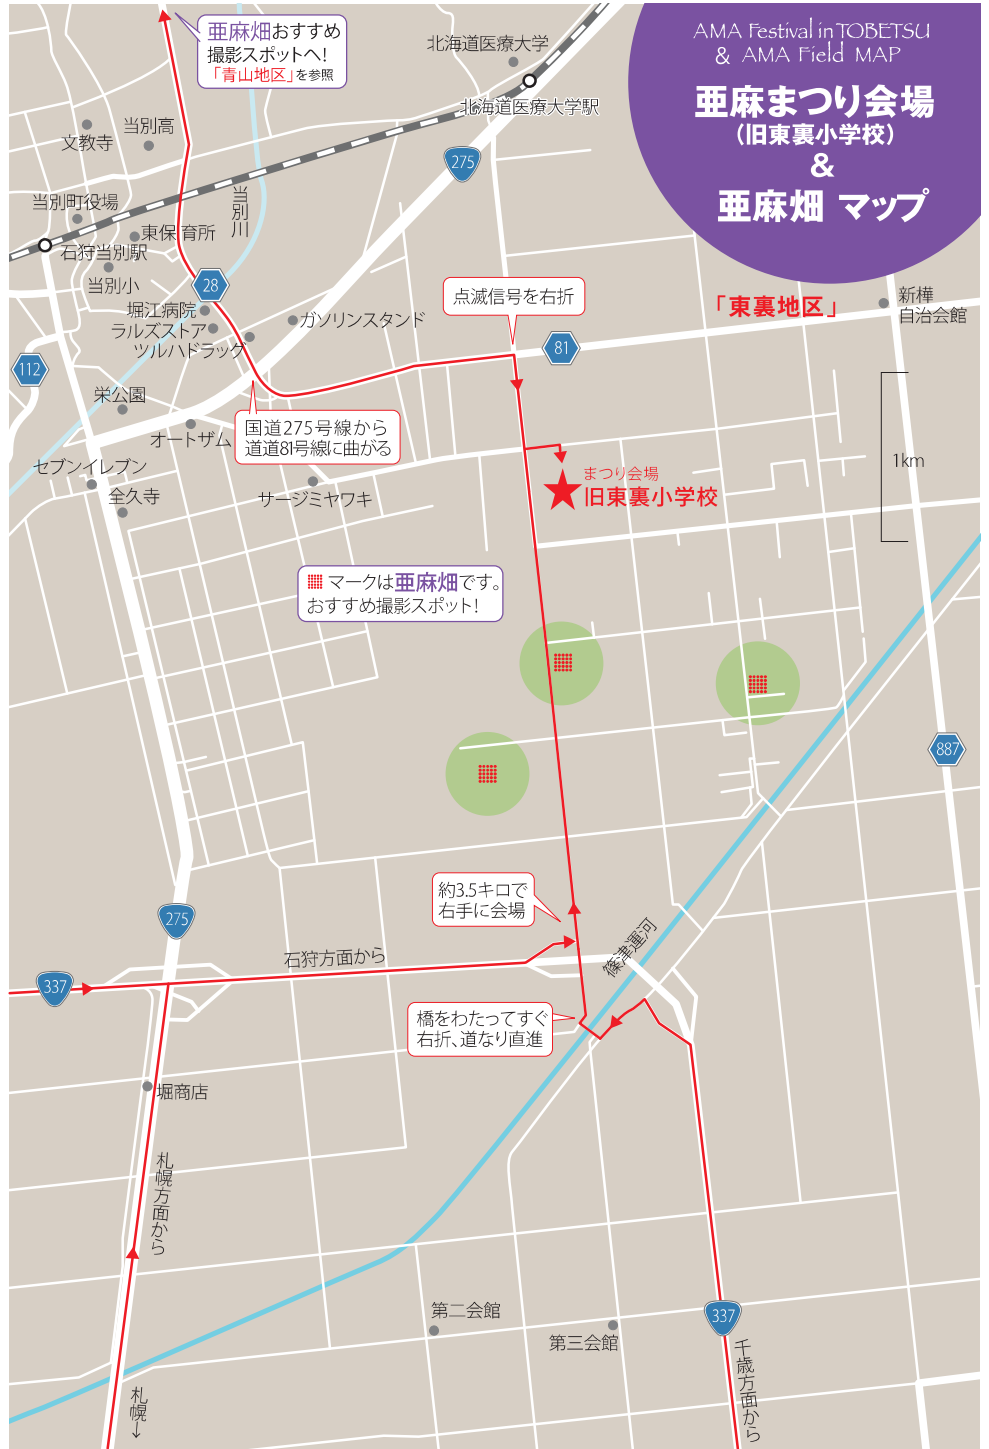 AMA Festival in TOBETSU
& AMA Field MAP
亜麻まつり会場
(旧東裏小学校)
&
亜麻畑 マップ
亜麻畑おすすめ
撮影スポットへ!
「青山地区」を参照
北海道医療大学
北海道医療大学駅
275
文教寺
当別高
当別町役場
当別川
東保育所
石狩当別駅
当別小
28
堀江病院
ラルズストア
ツルハドラッグ
ガソリンスタンド
点滅信号を右折
「東裏地区」
新樺
自治会館
81
112
栄公園
オートザム
国道275号線から
道道81号線に曲がる
1km
セブンイレブン
全久寺
サージミヤワキ
まつり会場
旧東裏小学校
マークは亜麻畑です。
おすすめ撮影スポット!
887
約3.5キロで
右手に会場
275
石狩方面から
篠津運河
337
橋をわたってすぐ
右折、道なり直進
堀商店
札幌方面から
第二会館
第三会館
337
千歳方面から
札幌→